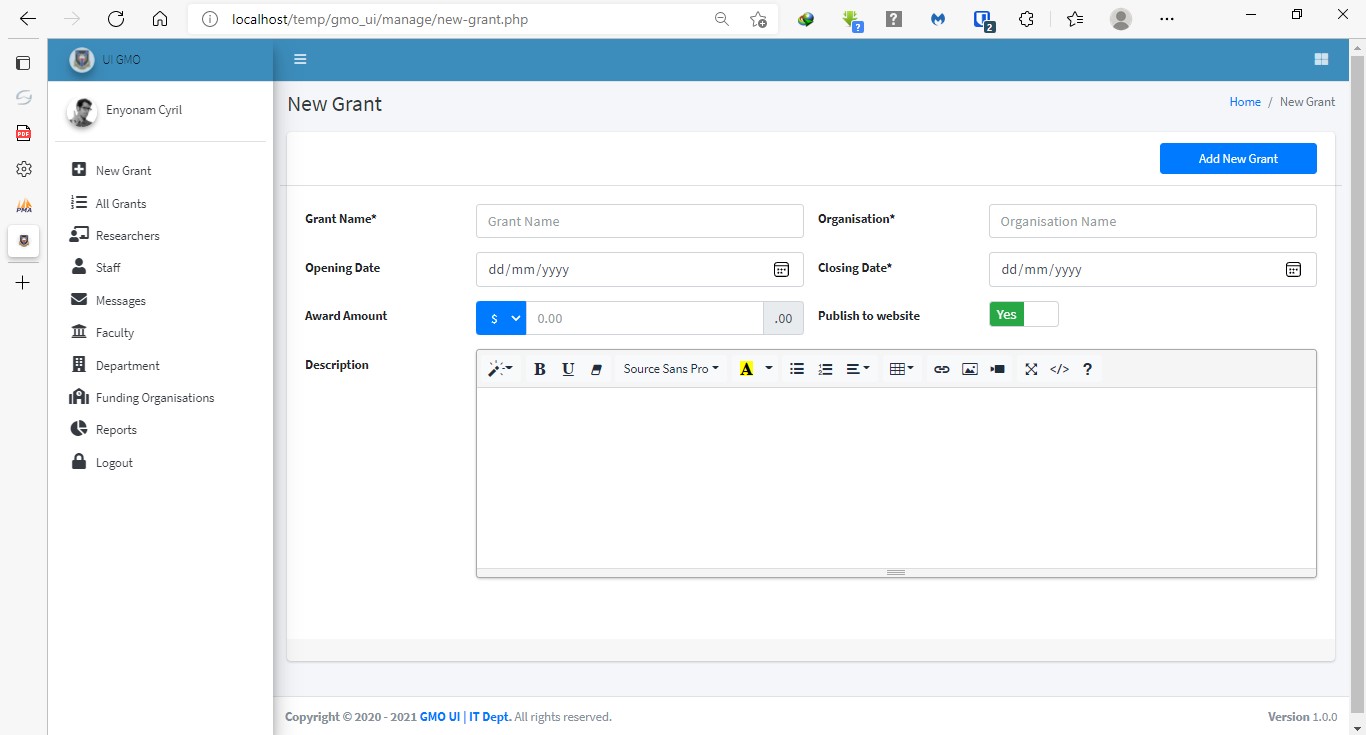 localhost/temp/gmo_ui/manage/new-grant.php
2
UI GMO
Enyonam Cyril
New Grant
All Grants
Researchers
Staff
Messages
Faculty
Department
Funding Organisations
Reports
Logout
New Grant
Home / New Grant
Add New Grant
Grant Name*
Grant Name
Organisation*
Organisation Name
Opening Date
dd/mm/yyyy
Closing Date*
dd/mm/yyyy
Award Amount
$
0.00
.00
Publish to website
Yes
Description
B U Source Sans Pro A </> ?
Copyright © 2020 - 2021 GMO UI | IT Dept. All rights reserved.
Version 1.0.0
PDF
PMA